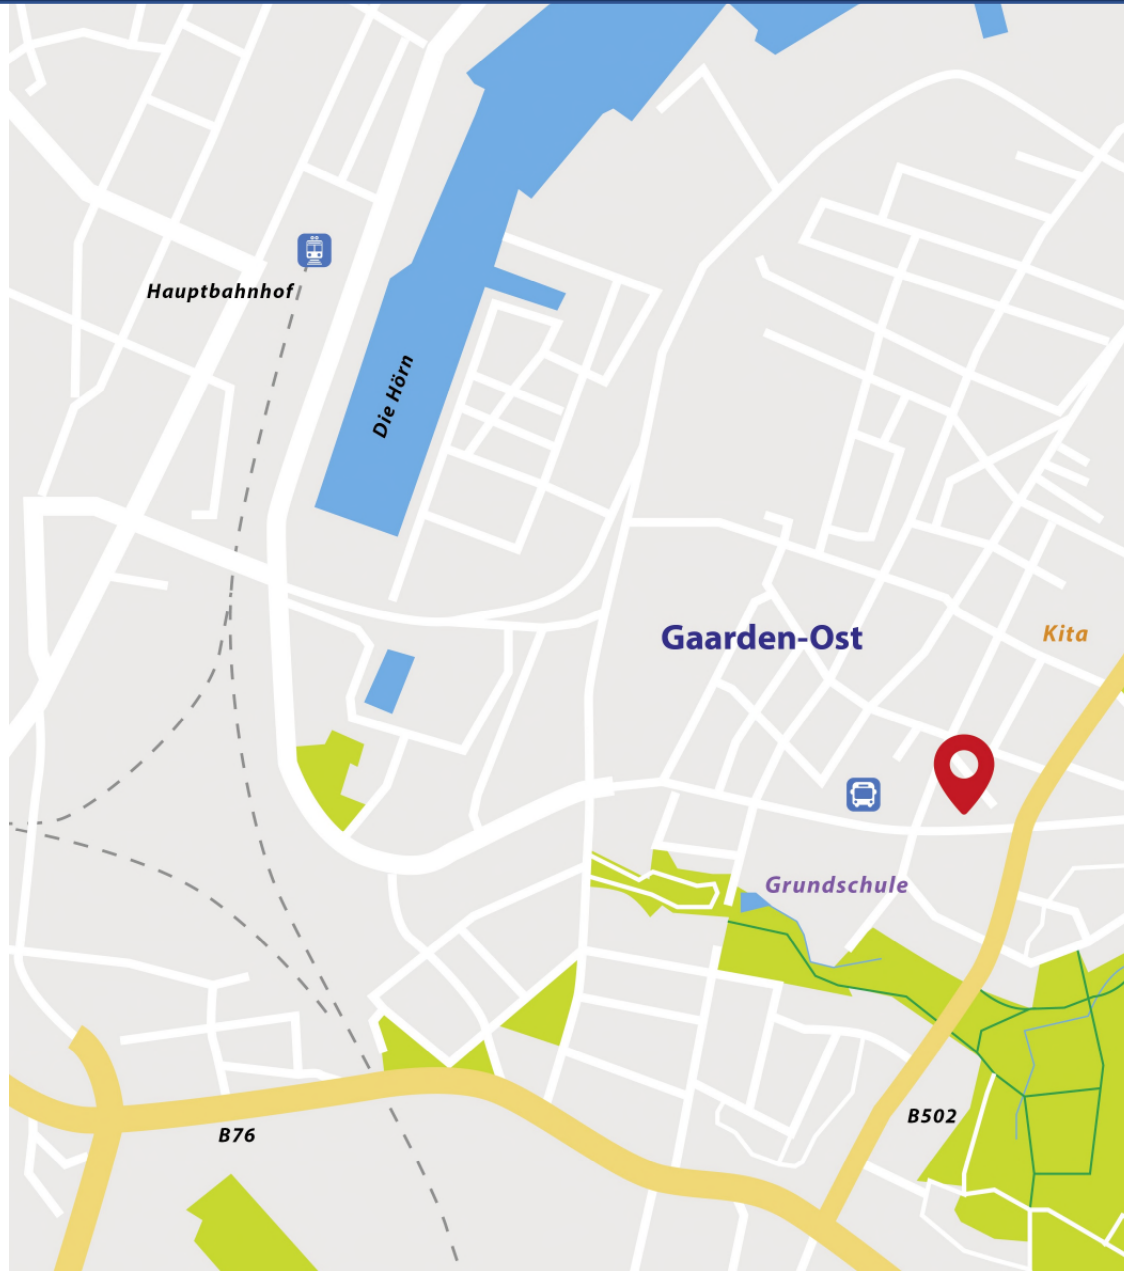 Hauptbahnhof
Die Hörn
Gaarden-Ost
Kita
Grundschule
B502
B76